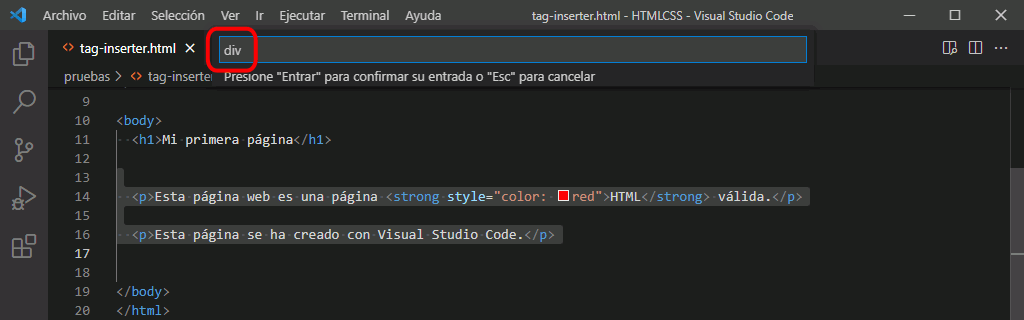 Archivo Editar Selección Ver Ir Ejecutar Terminal Ayuda tag-inserter.html - HTMLCSS - Visual Studio Code
tag-inserter.html
div
pruebas > tag-inserter
Presione "Entrar" para confirmar su entrada o "Esc" para cancelar
9
10 <body>
11 <h1>Mi primera página</h1>
12
13
14 <p>Esta página web es una página <strong style="color: red">HTML</strong> válida.</p>
15
16 <p>Esta página se ha creado con Visual Studio Code.</p>
17
18
19 </body>
20 </html>